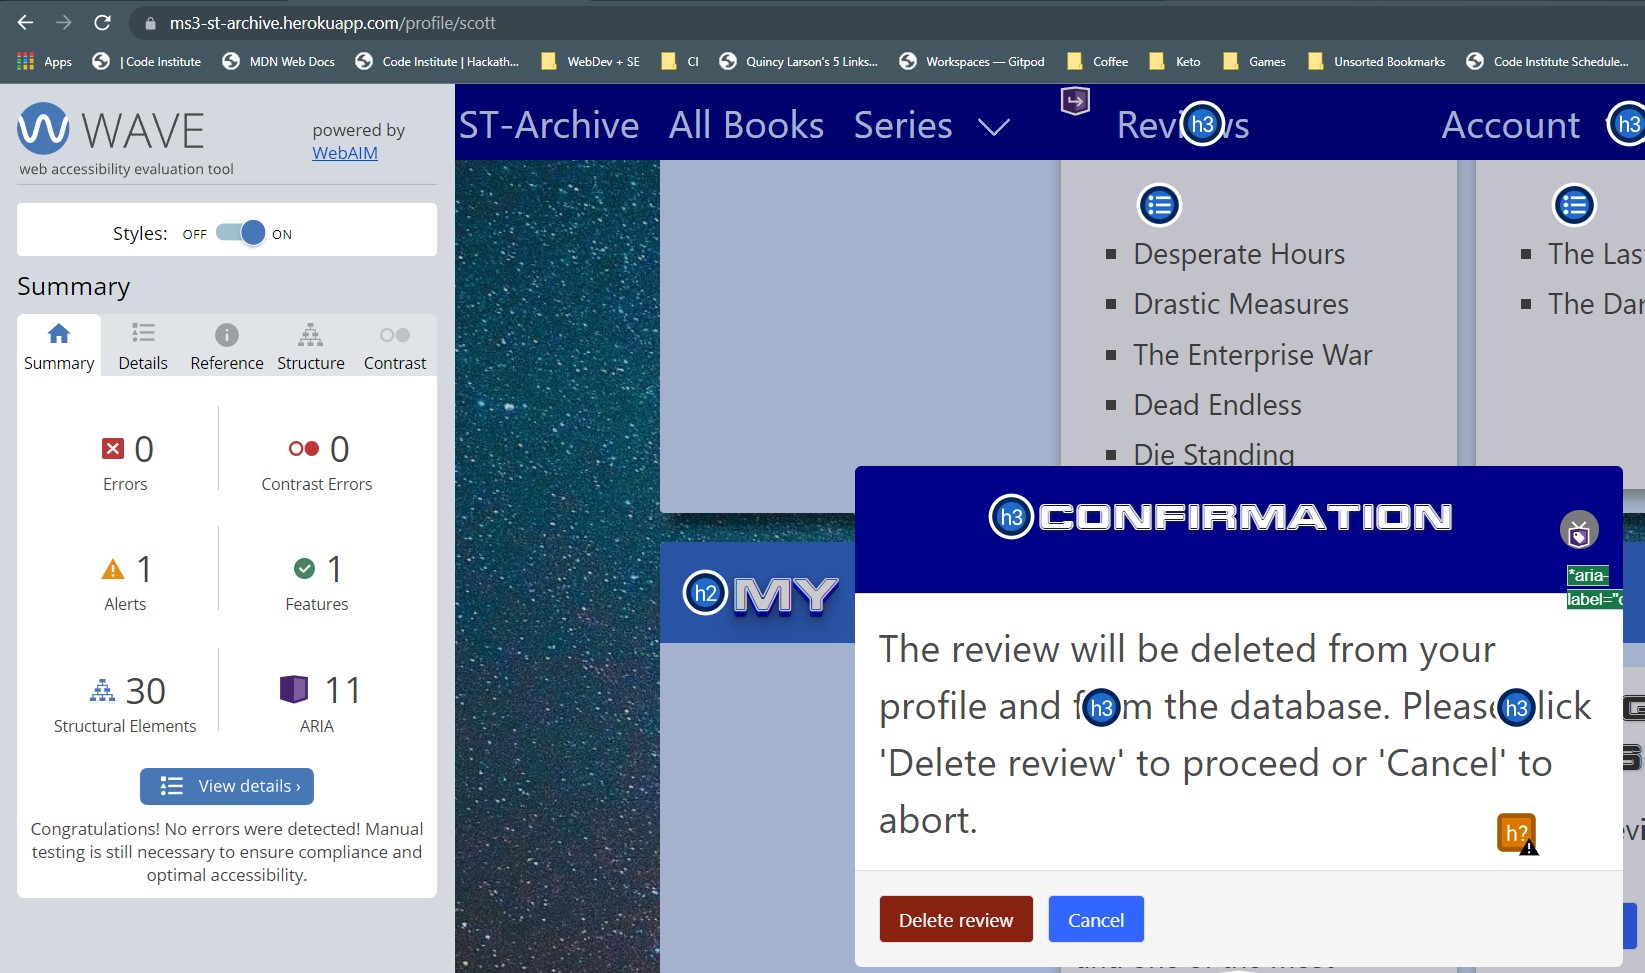 ms3-st-archive.herokuapp.com/profile/scott
Apps | Code Institute MDN Web Docs Code Institute | Hackath... WebDev + SE CI Quincy Larson's 5 Links... Workspaces — Gitpod Coffee Keto Games Unsorted Bookmarks Code Institute Schedule...
WAVE
web accessibility evaluation tool
powered by
WebAIM
Styles: OFF ON
Summary
Summary Details Reference Structure Contrast
0 0
Errors Contrast Errors
1 1
Alerts Features
30 11
Structural Elements ARIA
View details ›
Congratulations! No errors were detected! Manual
testing is still necessary to ensure compliance and
optimal accessibility.
ST-Archive All Books Series Rev h3 s Account h3
Desperate Hours
Drastic Measures
The Enterprise War
Dead Endless
Die Standing
The Las
The Dar
h2 MY
h3 CONFIRMATION
*aria-
label="c
The review will be deleted from your
profile and f h3 m the database. Please h3 lick
'Delete review' to proceed or 'Cancel' to
abort.
h?
Delete review Cancel